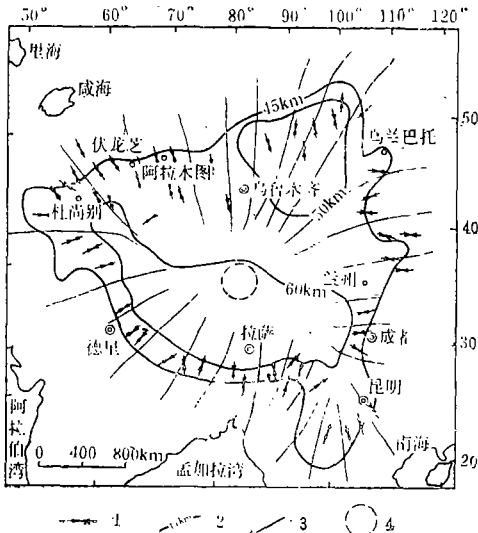 50° 60° 70° 80° 90° 100° 110° 120°
里海
咸海
45km
50
伏龙芝
阿拉木图
乌兰巴托
乌鲁木齐
50km
杜尚别
40
60km
兰州
拉萨
成都
30
德里
昆明
阿拉伯湾
0 400 800km
孟加拉湾
南海
20
1 2 3 4